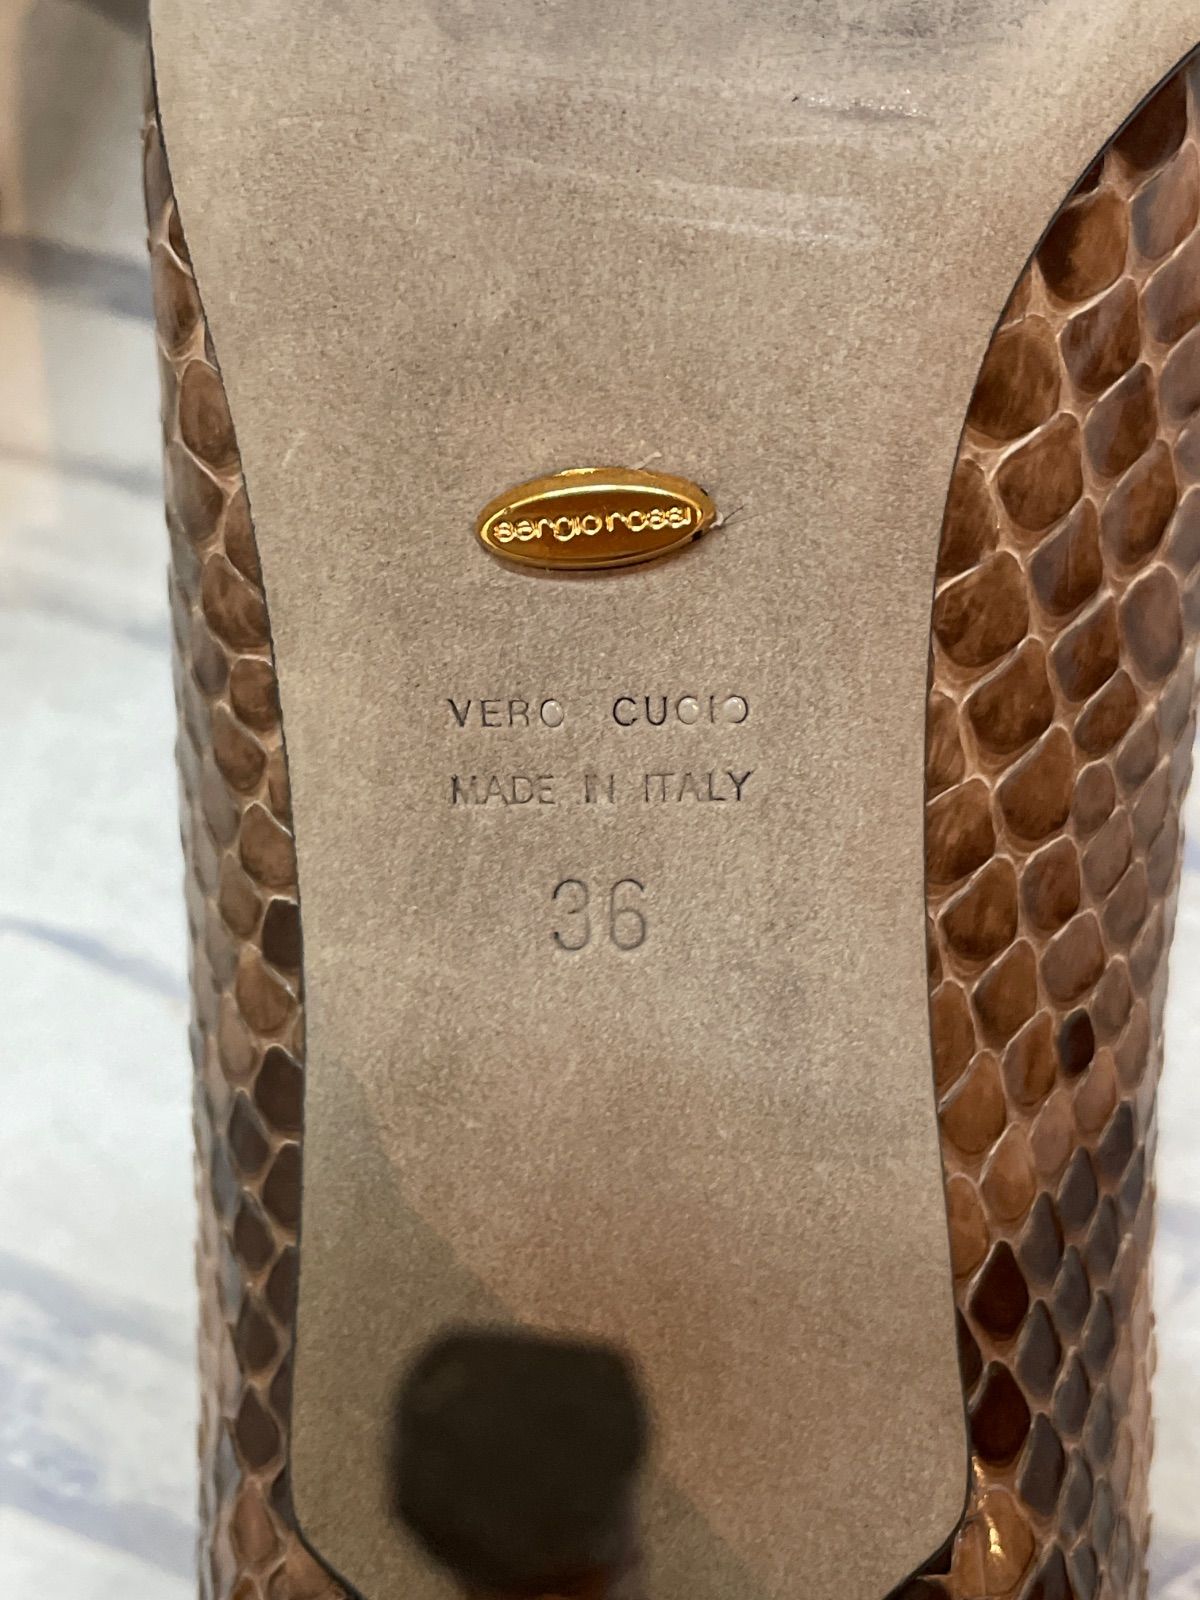 sergio rossi
VERO CUOIO
MADE IN ITALY
36